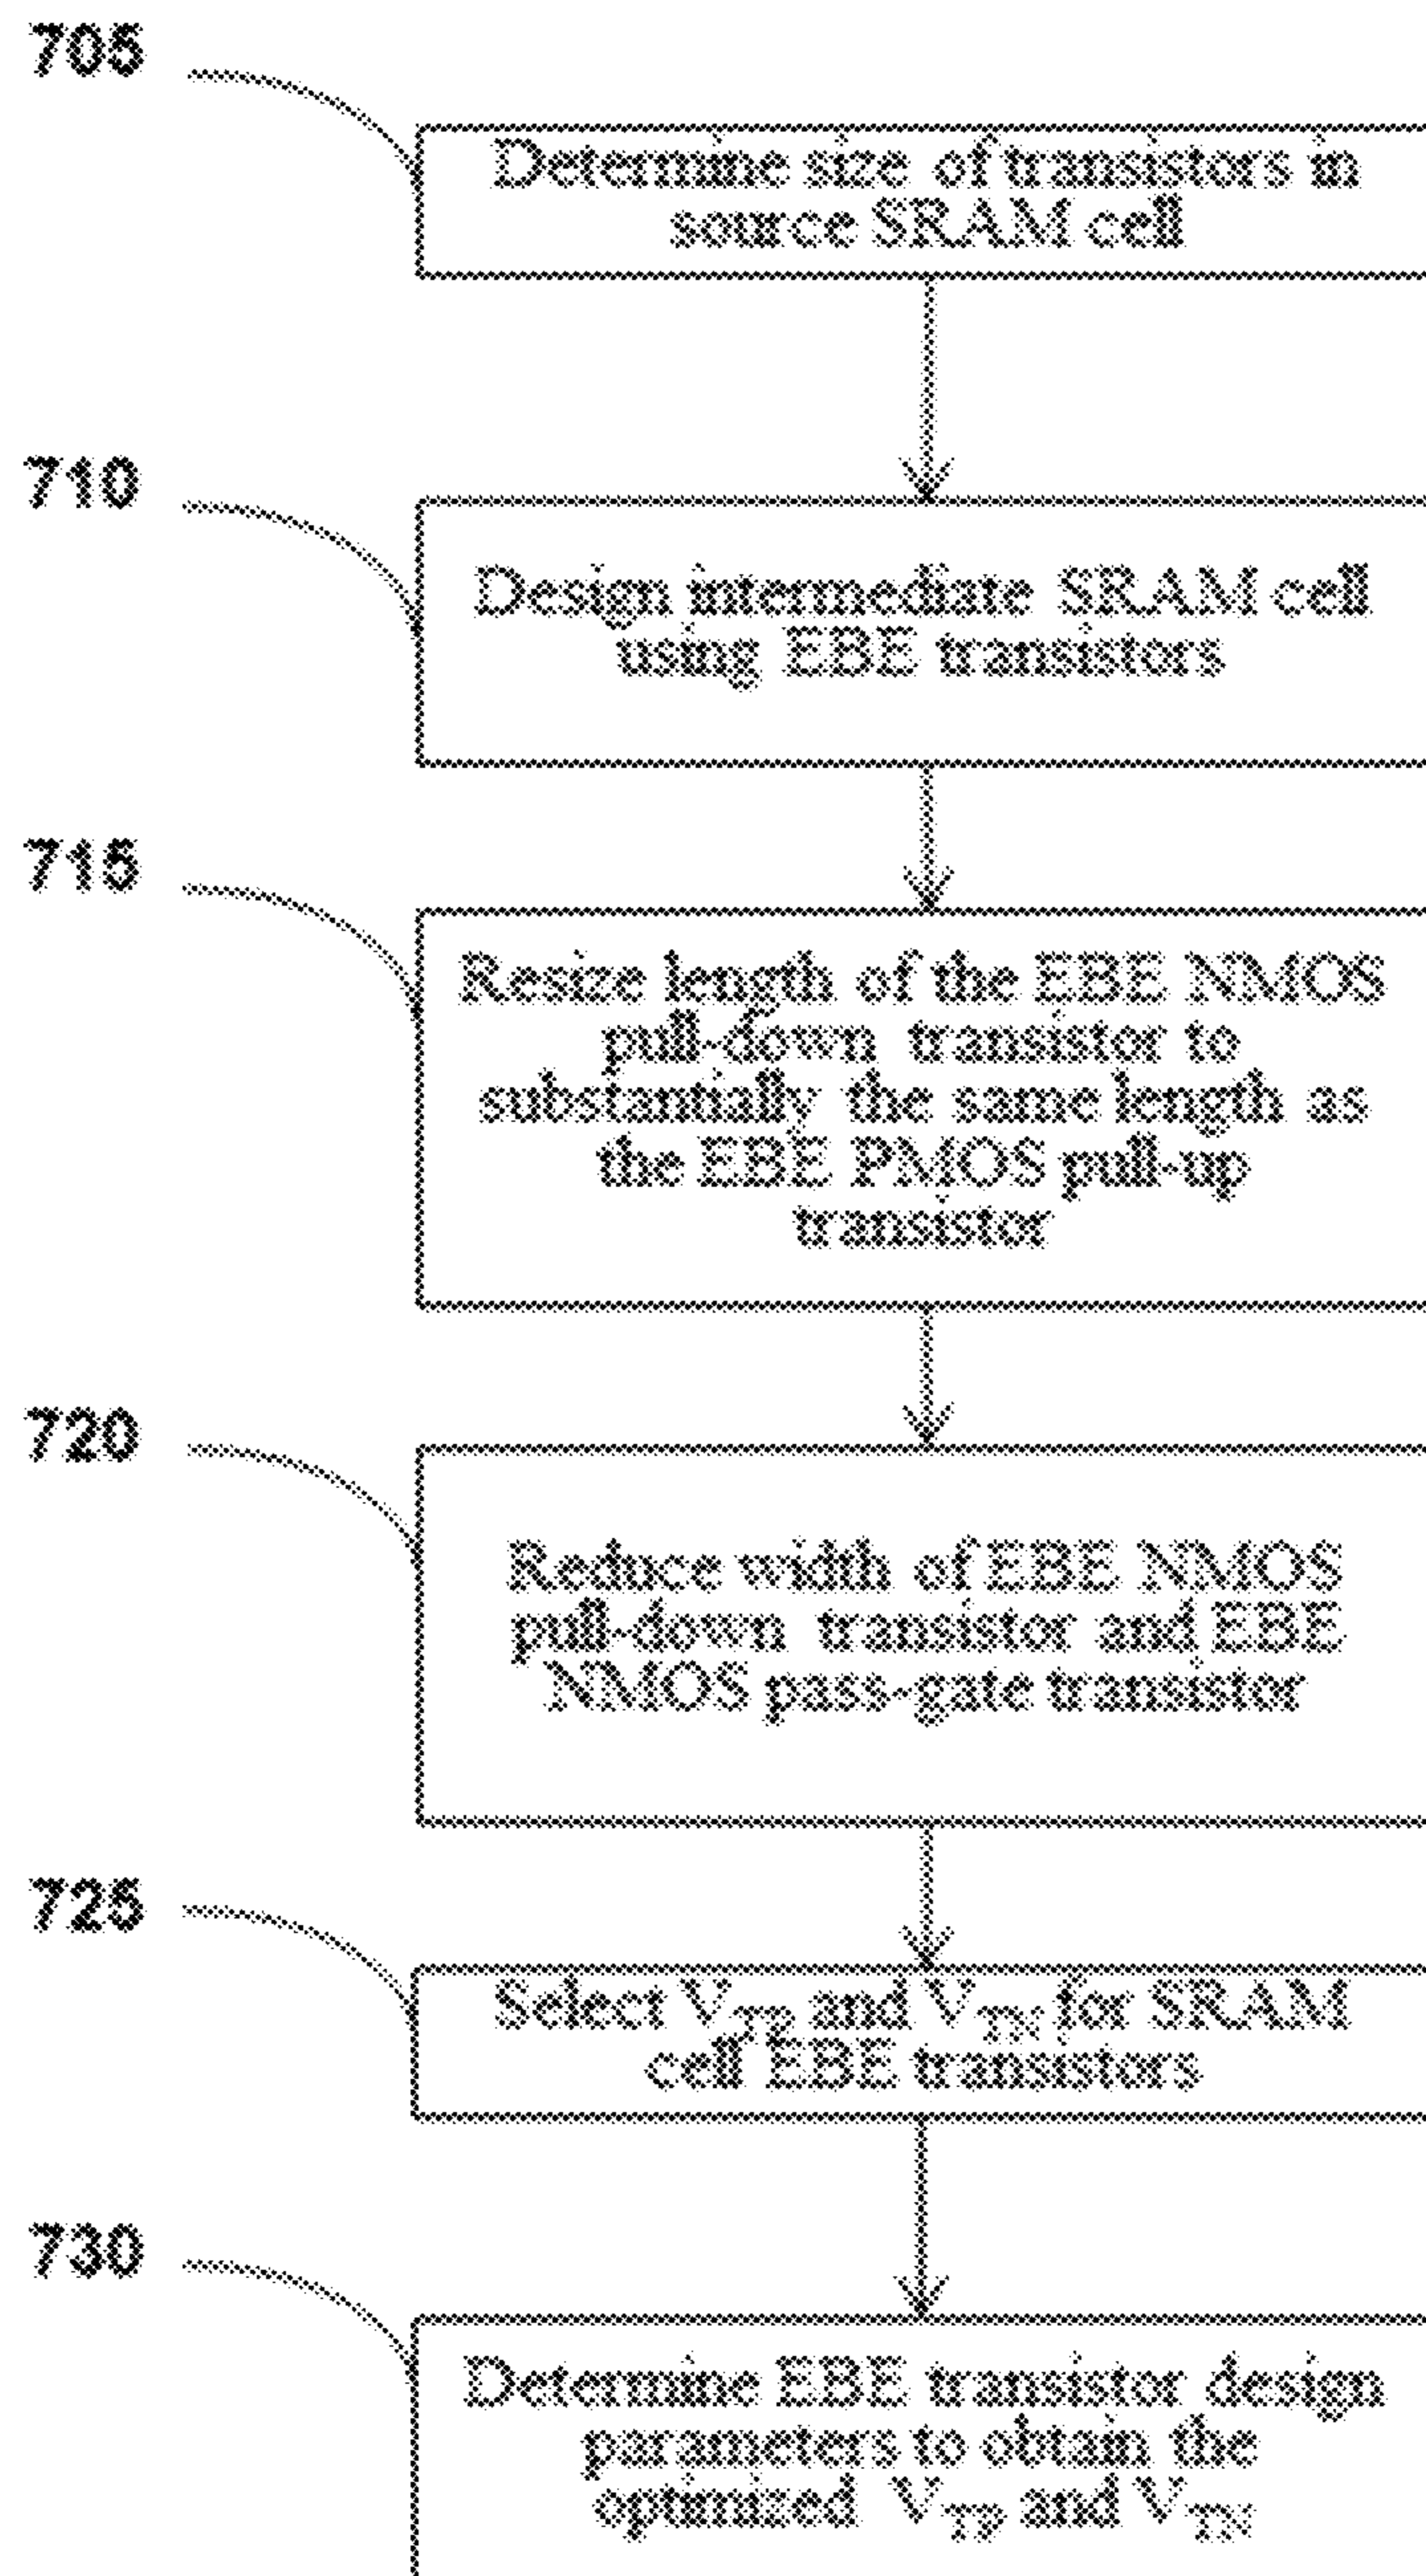 705
Determine size of transistors in
source SRAM cell
710
Design intermediate SRAM cell
using EBE transistors
715
Resize length of the EBE NMOS
pull-down transistor to
substantially the same length as
the EBE PMOS pull-up
transistor
720
Reduce width of EBE NMOS
pull-down transistor and EBE
NMOS pass-gate transistor
725
Select VTP and VTN for SRAM
cell EBE transistors
730
Determine EBE transistor design
parameters to obtain the
optimized VTP and VTN